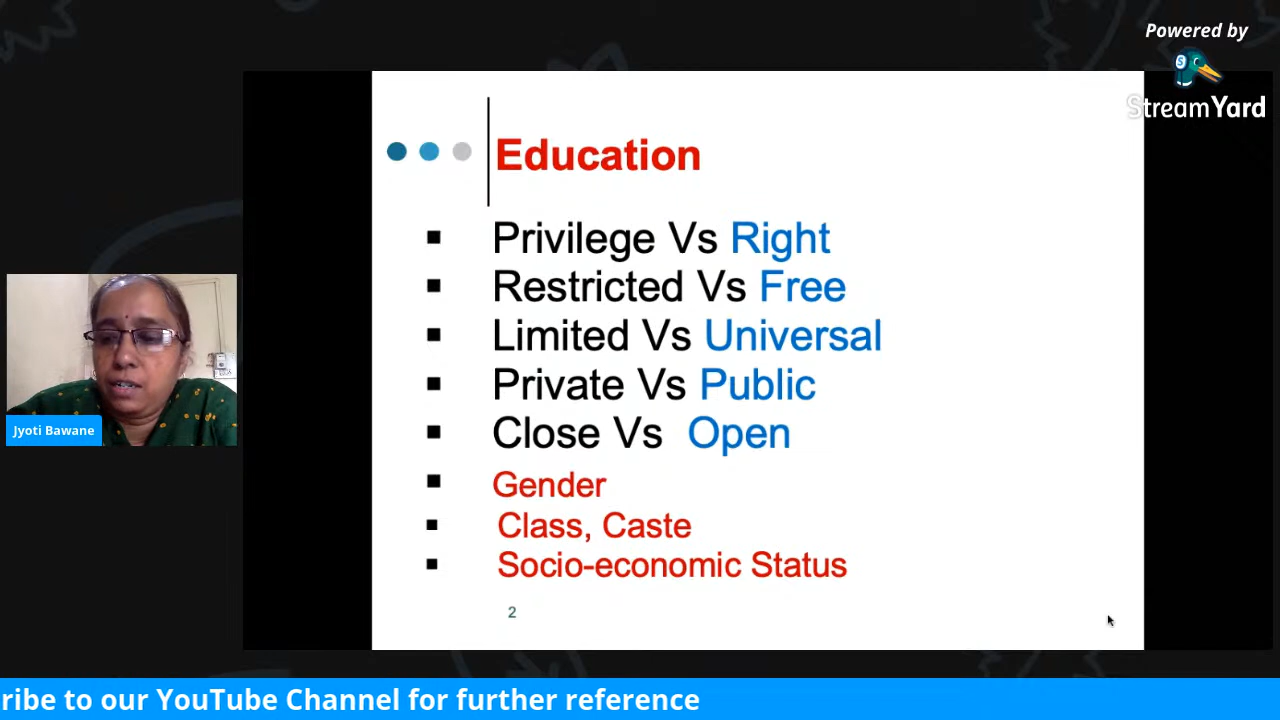 Powered by
StreamYard
Education
Privilege Vs Right
Restricted Vs Free
Limited Vs Universal
Private Vs Public
Close Vs Open
Gender
Class, Caste
Socio-economic Status
2
Jyoti Bawane
ribe to our YouTube Channel for further reference